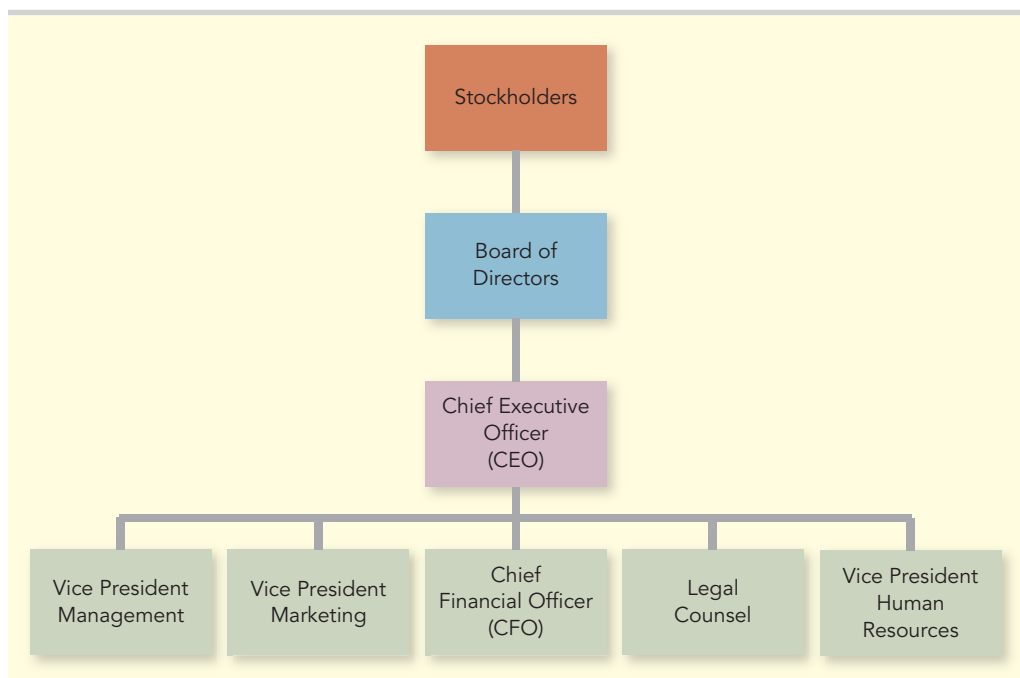 Stockholders
Board of
Directors
Chief Executive
Officer
(CEO)
Vice President
Management
Vice President
Marketing
Chief
Financial Officer
(CFO)
Legal
Counsel
Vice President
Human
Resources